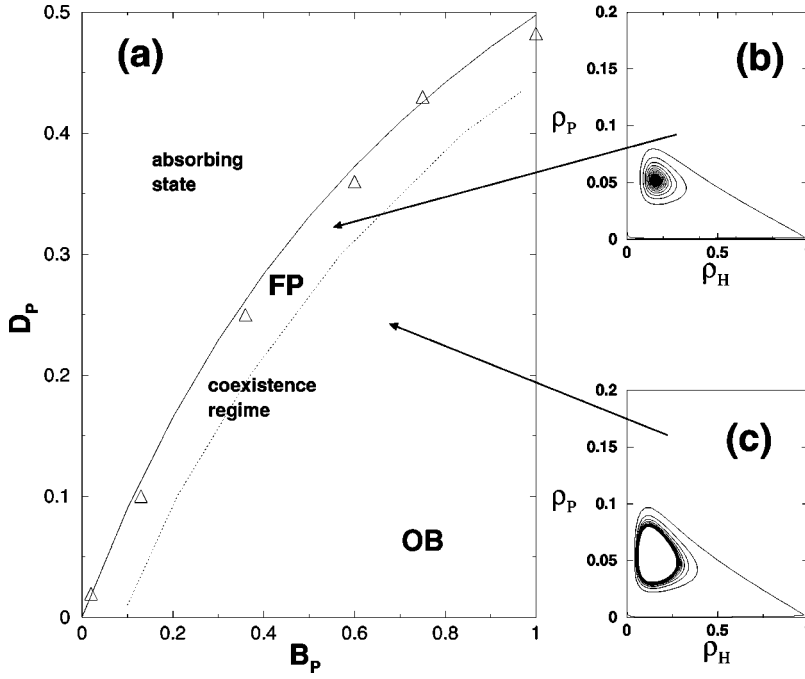 (a)
absorbing
state
FP
coexistence
regime
OB
D_P
0.5
0.4
0.3
0.2
0.1
0
0
0.2
0.4
0.6
0.8
1
B_P
(b)
ρ_P
0.2
0.15
0.1
0.05
0
0
0.5
ρ_H
(c)
ρ_P
0.2
0.15
0.1
0.05
0
0
0.5
ρ_H